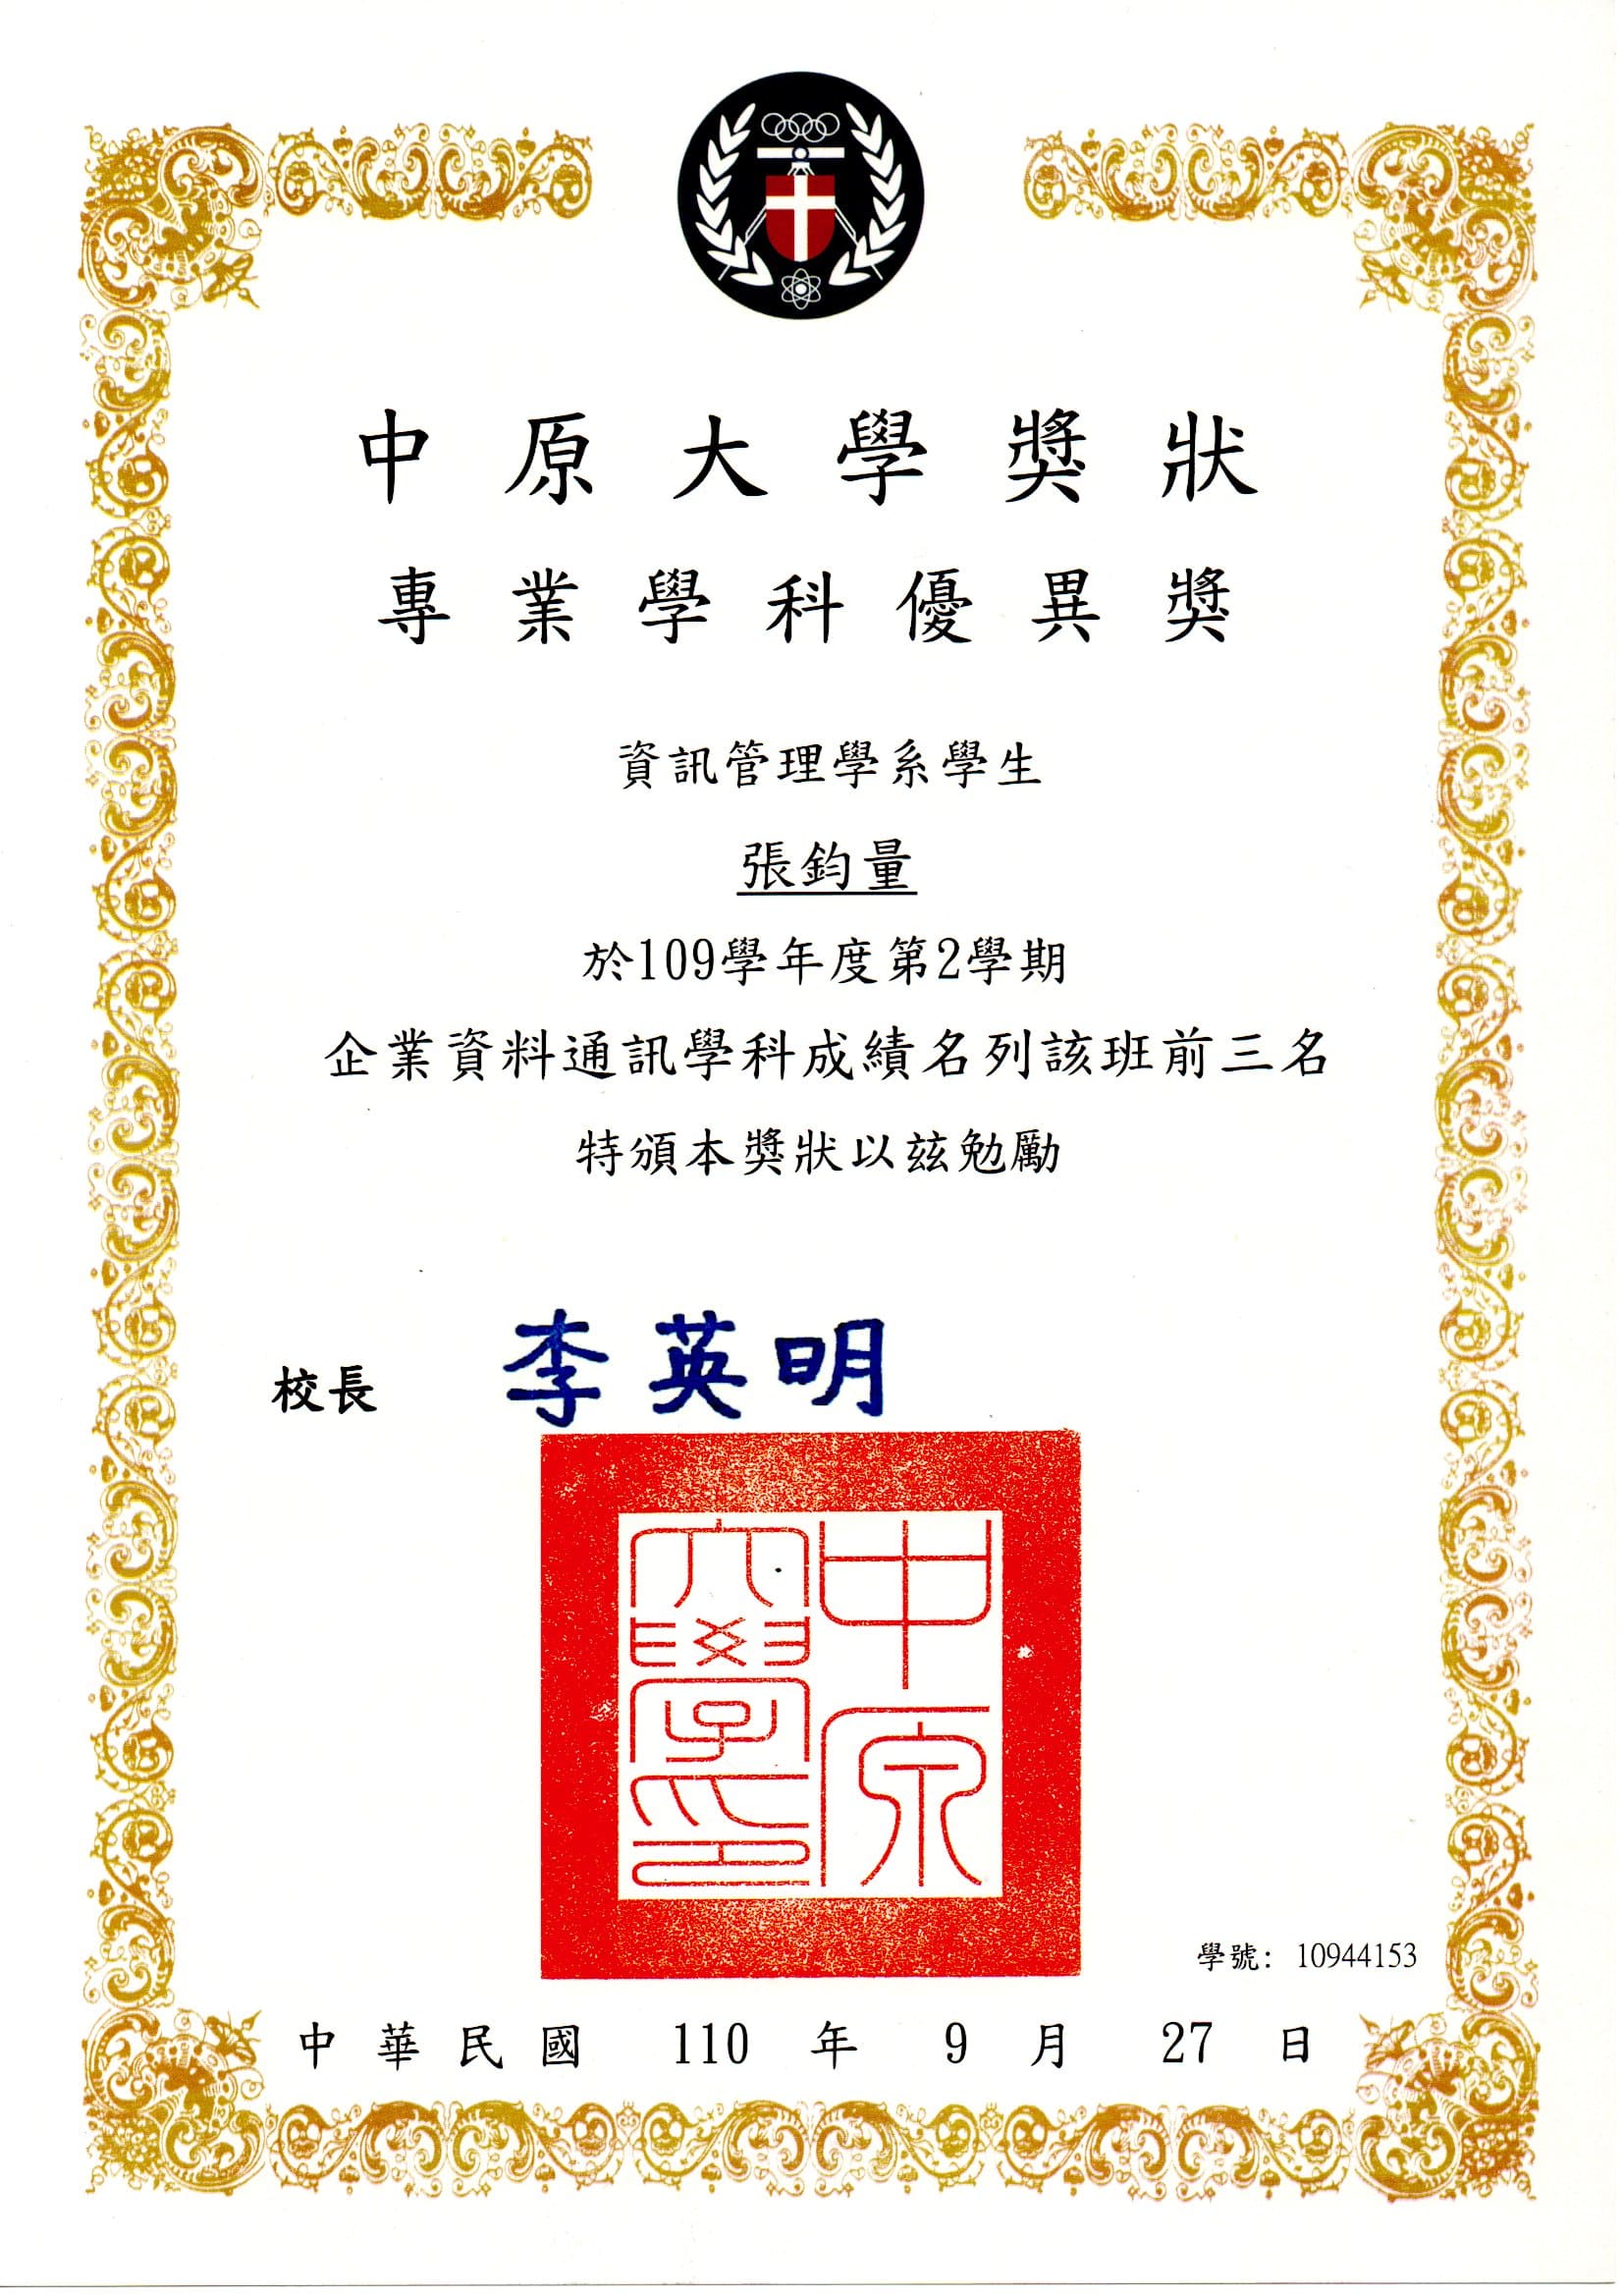 中原大學獎狀
專業學科優異獎
資訊管理學系學生
張鈞量
於109學年度第2學期
企業資料通訊學科成績名列該班前三名
特頒本獎狀以茲勉勵
校長 李英明
中原
大學印
學號：10944153
中華民國 110 年 9 月 27 日